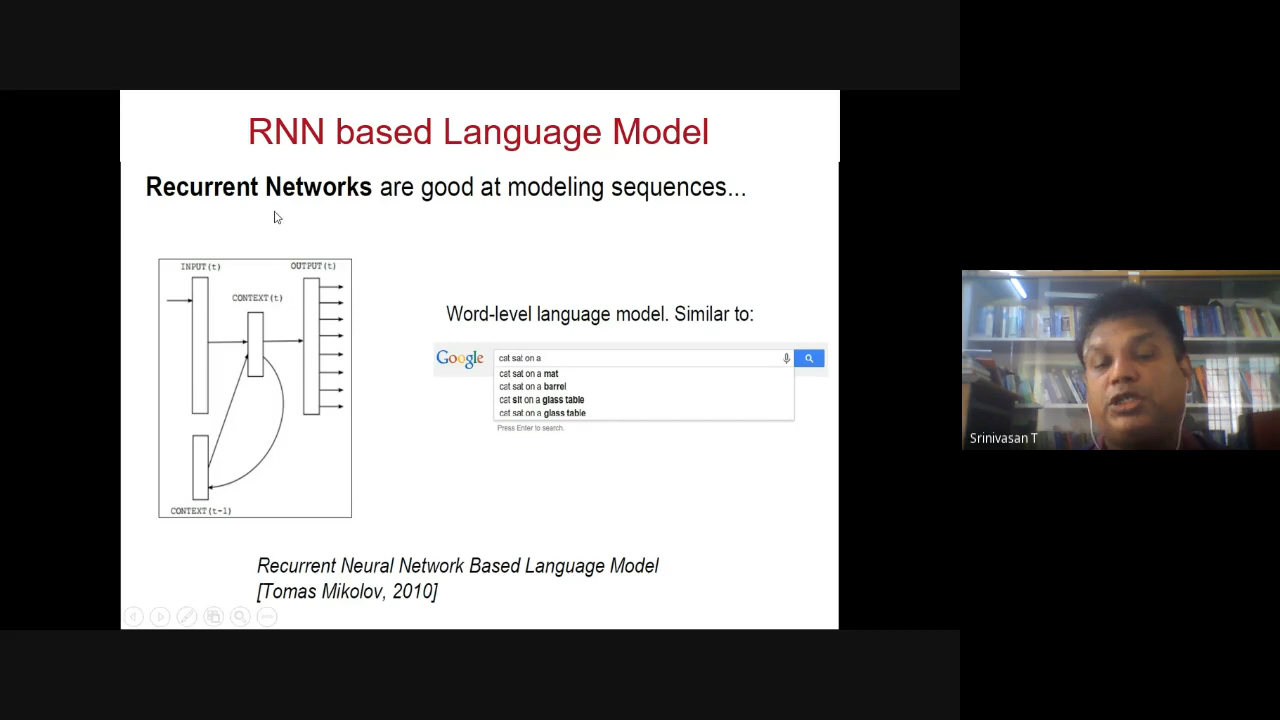 RNN based Language Model
Recurrent Networks are good at modeling sequences...
INPUT(t)
OUTPUT(t)
CONTEXT(t)
CONTEXT(t-1)
Word-level language model. Similar to:
Google
cat sat on a
cat sat on a mat
cat sat on a barrel
cat sit on a glass table
cat sat on a glass table
Press Enter to search.
Recurrent Neural Network Based Language Model
[Tomas Mikolov, 2010]
Srinivasan T